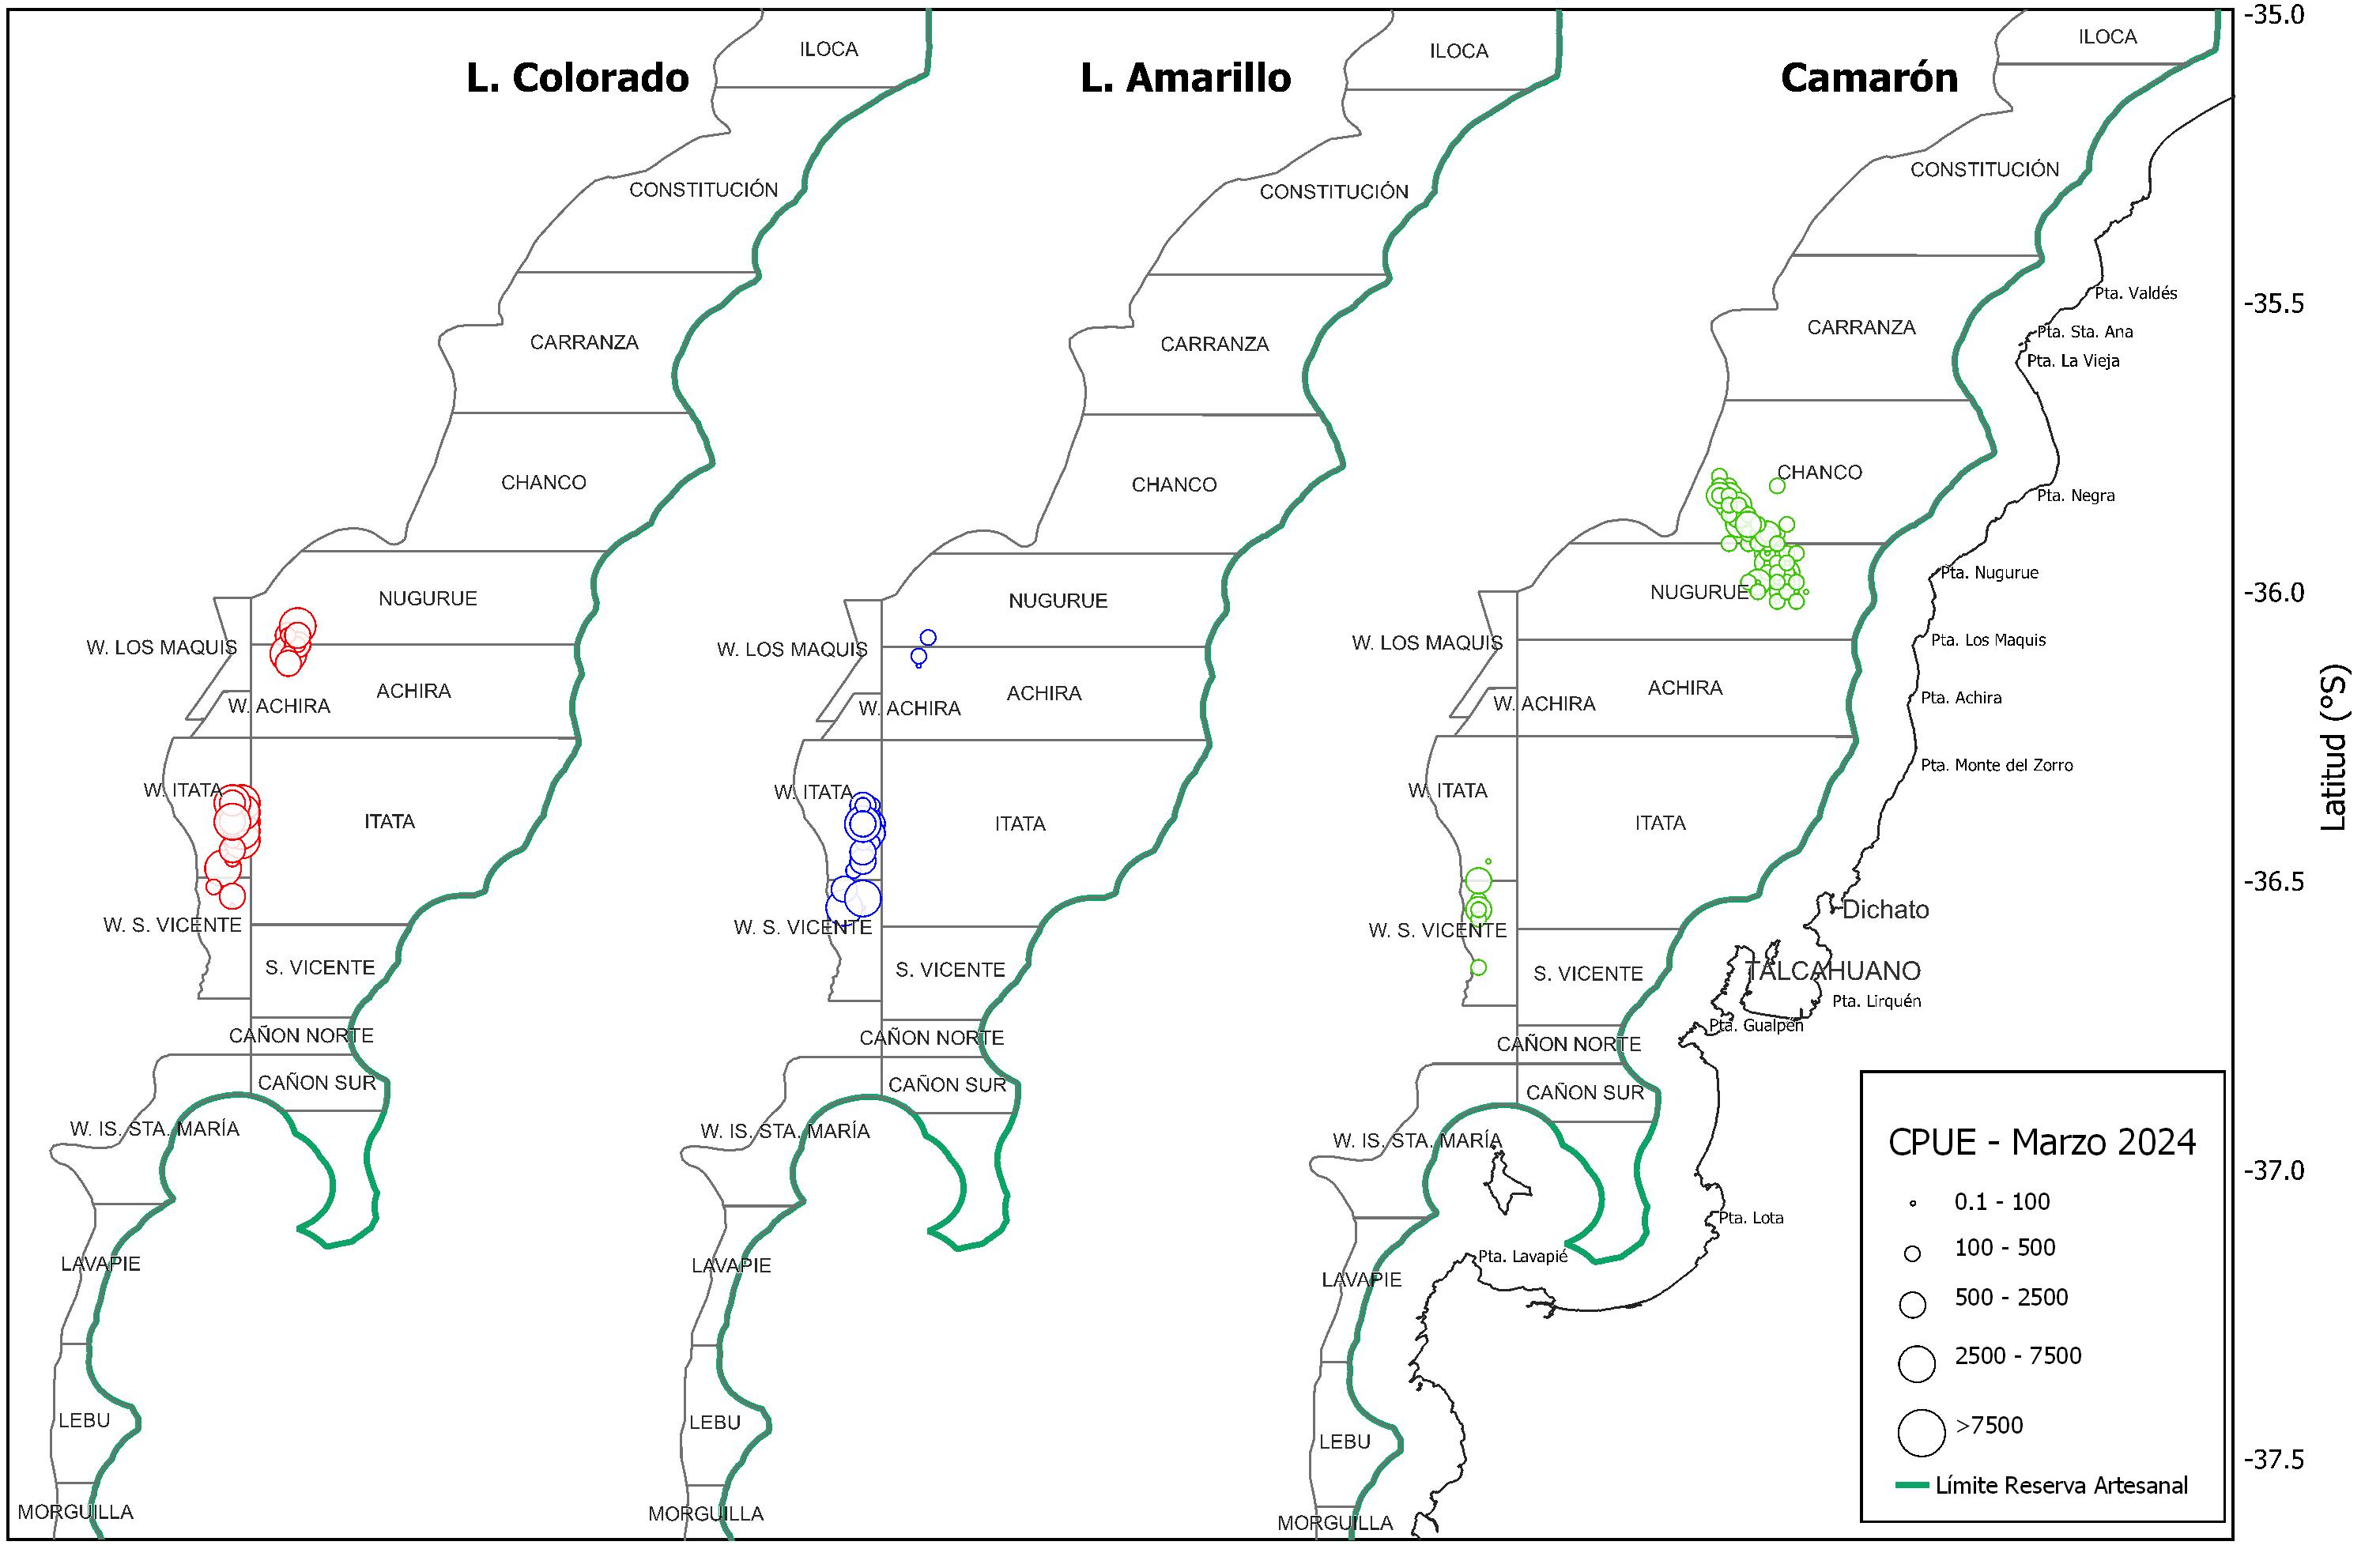 L. Colorado
L. Amarillo
Camarón
ILOCA
CONSTITUCIÓN
CARRANZA
CHANCO
NUGURUE
W. LOS MAQUIS
ACHIRA
W. ACHIRA
W. ITATA
ITATA
W. S. VICENTE
S. VICENTE
CAÑON NORTE
CAÑON SUR
W. IS. STA. MARÍA
LAVAPIE
LEBU
MORGUILLA
ILOCA
CONSTITUCIÓN
CARRANZA
CHANCO
NUGURUE
W. LOS MAQUIS
ACHIRA
W. ACHIRA
W. ITATA
ITATA
W. S. VICENTE
S. VICENTE
CAÑON NORTE
CAÑON SUR
W. IS. STA. MARÍA
LAVAPIE
LEBU
MORGUILLA
ILOCA
CONSTITUCIÓN
CARRANZA
CHANCO
NUGURUE
W. LOS MAQUIS
ACHIRA
W. ACHIRA
W. ITATA
ITATA
W. S. VICENTE
S. VICENTE
CAÑON NORTE
CAÑON SUR
W. IS. STA. MARÍA
LAVAPIE
LEBU
MORGUILLA
Pta. Valdés
Pta. Sta. Ana
Pta. La Vieja
Pta. Negra
Pta. Nugurue
Pta. Los Maquis
Pta. Achira
Pta. Monte del Zorro
Dichato
TALCAHUANO
Pta. Lirquén
Pta. Gualpén
Pta. Lota
Pta. Lavapié
CPUE - Marzo 2024
0.1 - 100
100 - 500
500 - 2500
2500 - 7500
>7500
Límite Reserva Artesanal
-35.0
-35.5
-36.0
-36.5
-37.0
-37.5
Latitud (°S)